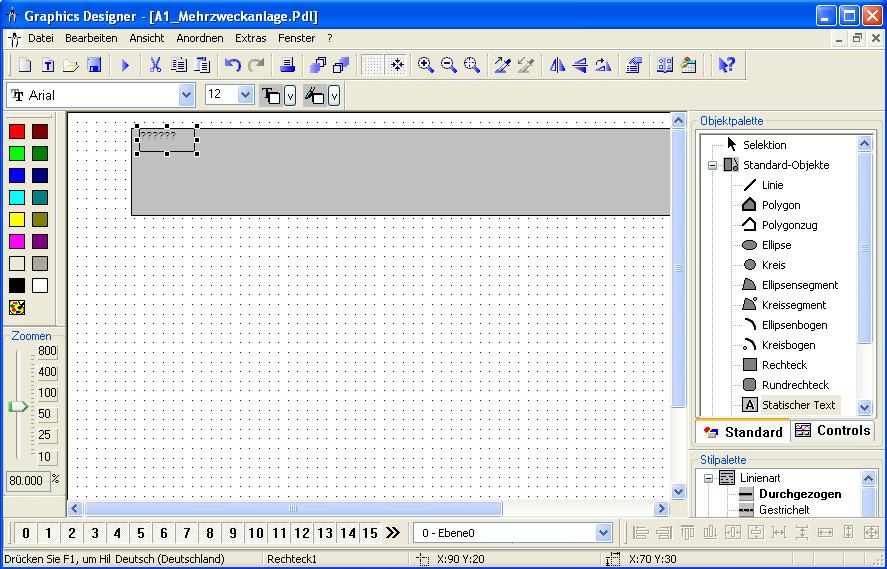 Graphics Designer - [A1_Mehrzweckanlage.Pdl]
Datei Bearbeiten Ansicht Anordnen Extras Fenster ?
Arial 12
??????
Zoomen
800
400
100
50
25
10
80.000 %
Objektpalette
Selektion
Standard-Objekte
Linie
Polygon
Polygonzug
Ellipse
Kreis
Ellipsensegment
Kreissegment
Ellipsenbogen
Kreisbogen
Rechteck
Rundrechteck
A Statischer Text
Standard Controls
Stilpalette
Linienart
Durchgezogen
Gestrichelt
0 1 2 3 4 5 6 7 8 9 10 11 12 13 14 15 0 - Ebene0
Drücken Sie F1, um Hil Deutsch (Deutschland) Rechteck1 X:90 Y:20 X:70 Y:30